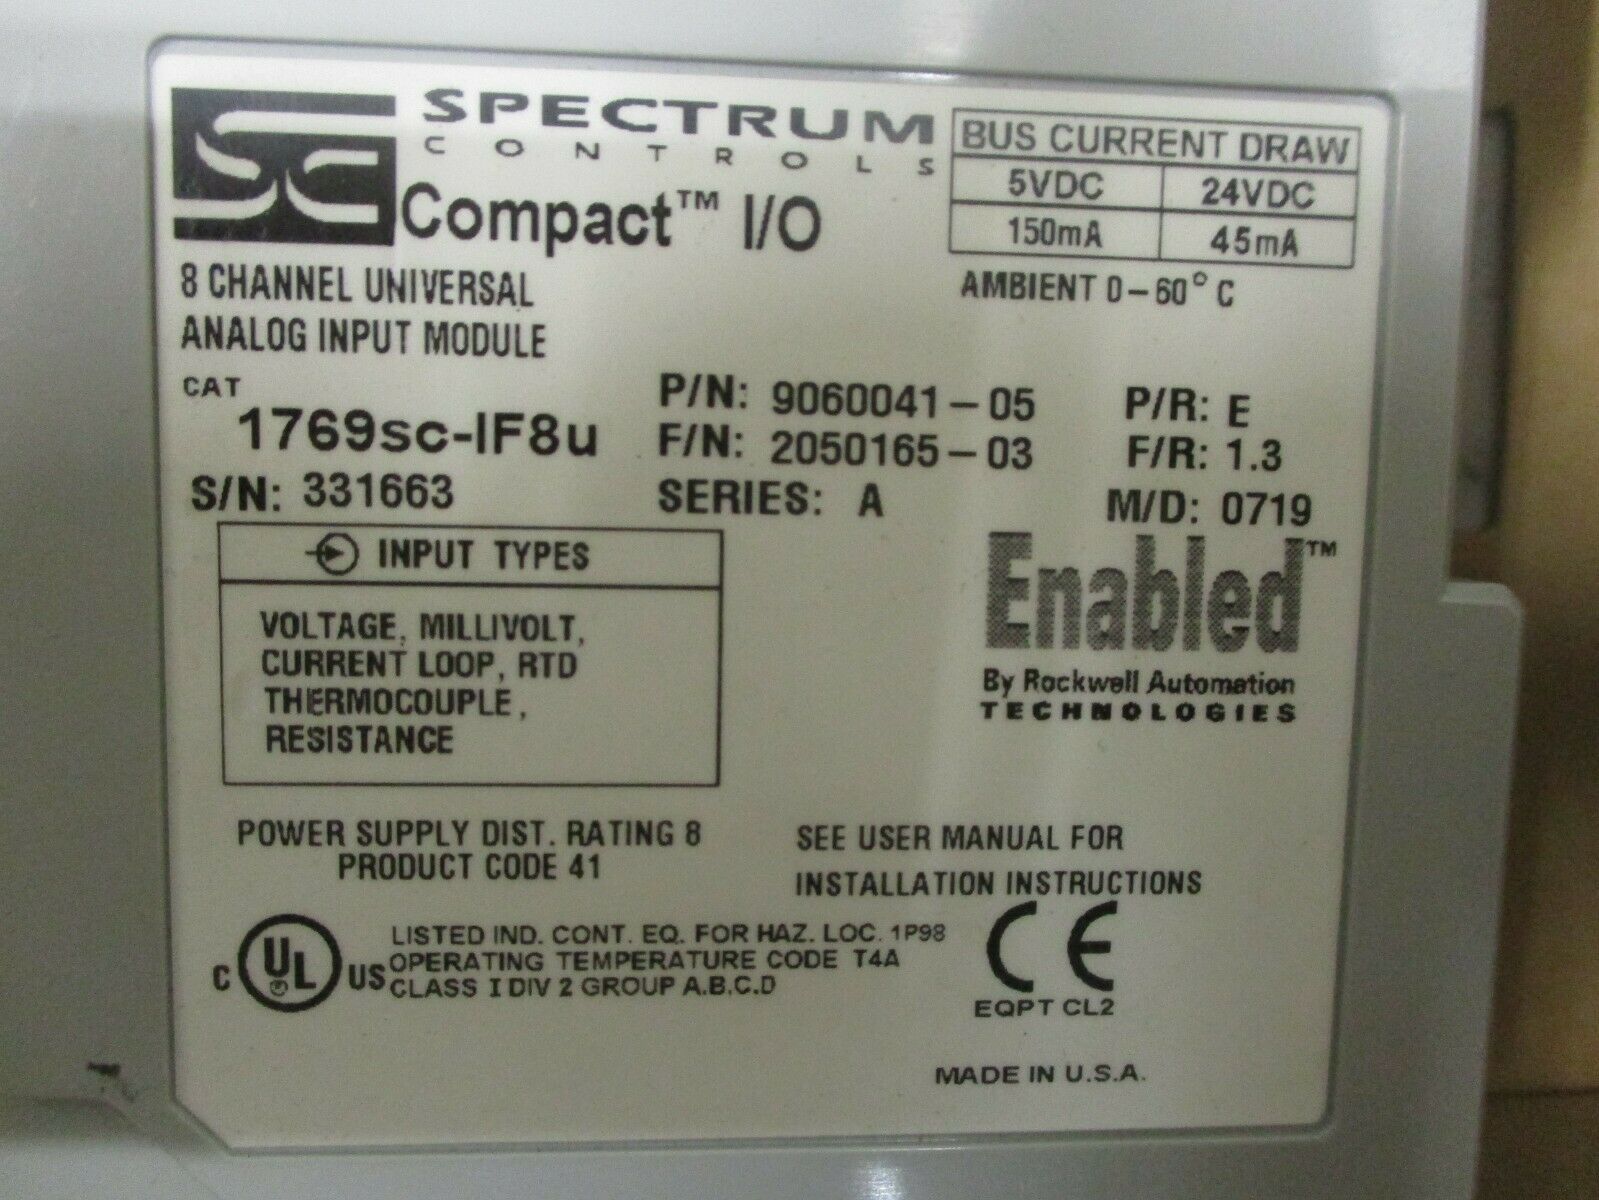 SC SPECTRUM
CONTROLS
Compact™ I/O
8 CHANNEL UNIVERSAL
ANALOG INPUT MODULE
BUS CURRENT DRAW
5VDC 24VDC
150mA 45mA
AMBIENT 0-60°C
CAT
1769sc-IF8u
P/N: 9060041-05 P/R: E
F/N: 2050165-03 F/R: 1.3
S/N: 331663 SERIES: A M/D: 0719
INPUT TYPES
VOLTAGE, MILLIVOLT,
CURRENT LOOP, RTD
THERMOCOUPLE,
RESISTANCE
Enabled™
By Rockwell Automation
TECHNOLOGIES
POWER SUPPLY DIST. RATING 8
PRODUCT CODE 41
SEE USER MANUAL FOR
INSTALLATION INSTRUCTIONS
C UL® US
LISTED IND. CONT. EQ. FOR HAZ. LOC. 1P98
OPERATING TEMPERATURE CODE T4A
CLASS I DIV 2 GROUP A.B.C.D
CE
EQPT CL2
MADE IN U.S.A.